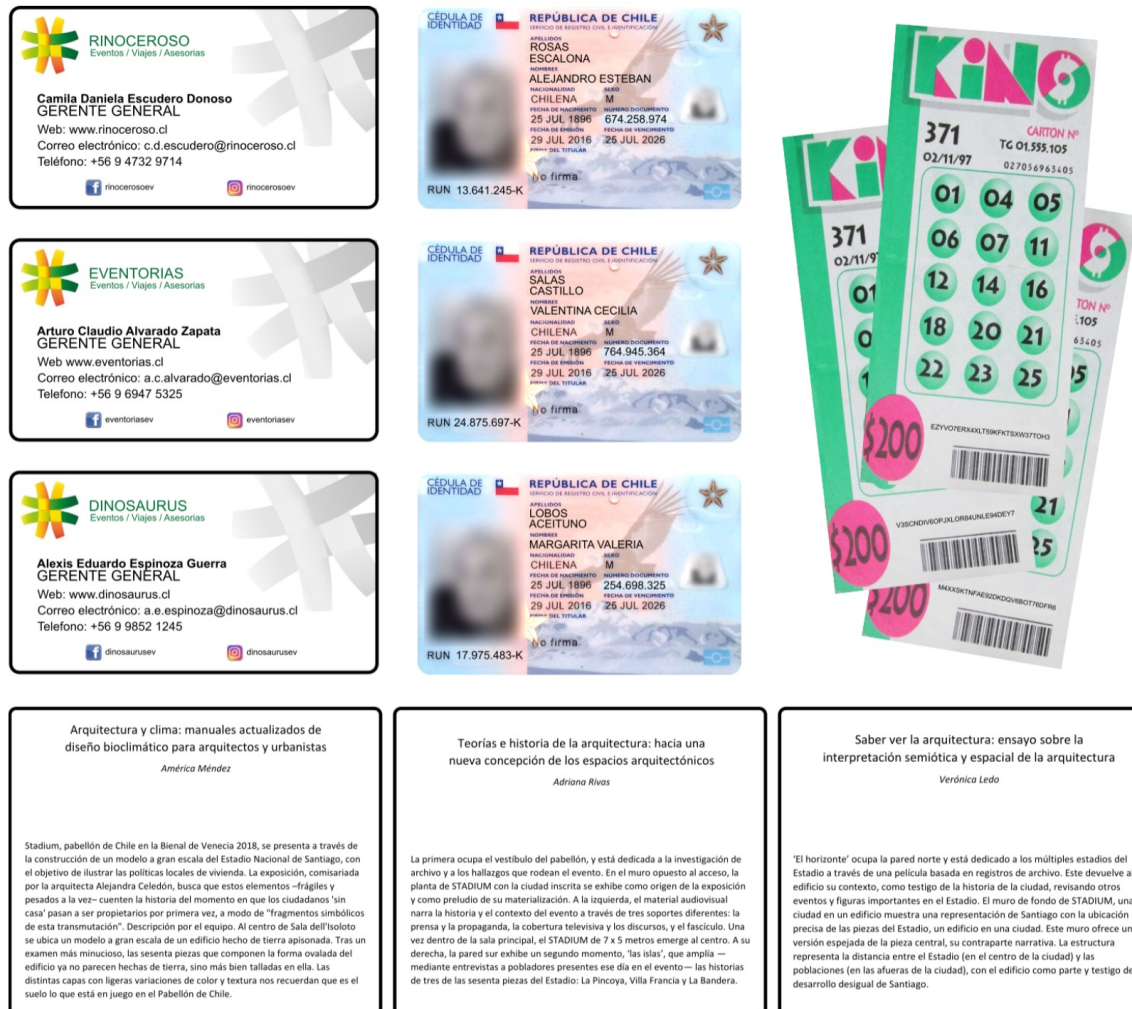 RINOCEROSO
Eventos / Viajes / Asesorias
Camila Daniela Escudero Donoso
GERENTE GENERAL
Web: www.rinoceroso.cl
Correo electrónico: c.d.escudero@rinoceroso.cl
Teléfono: +56 9 4732 9714
rinocerosoev
rinocerosoev
EVENTORIAS
Eventos / Viajes / Asesorias
Arturo Claudio Alvarado Zapata
GERENTE GENERAL
Web www.eventorias.cl
Correo electrónico: a.c.alvarado@eventorias.cl
Telefono: +56 9 6947 5325
eventoriasev
eventoriasev
DINOSAURUS
Eventos / Viajes / Asesorias
Alexis Eduardo Espinoza Guerra
GERENTE GENERAL
Web: www.dinosaurus.cl
Correo electrónico: a.e.espinoza@dinosaurus.cl
Telefono: +56 9 9852 1245
dinosaurusev
dinosaurusev
CÉDULA DE
IDENTIDAD
REPÚBLICA DE CHILE
SERVICIO DE REGISTRO CIVIL E IDENTIFICACIÓN
APELLIDOS
ROSAS
ESCALONA
NOMBRES
ALEJANDRO ESTEBAN
NACIONALIDAD SEXO
CHILENA M
FECHA DE NACIMIENTO NÚMERO DOCUMENTO
25 JUL 1896 674.258.974
FECHA DE EMISIÓN FECHA DE VENCIMIENTO
29 JUL 2016 25 JUL 2026
FIRMA DEL TITULAR
No firma
RUN 13.641.245-K
CÉDULA DE
IDENTIDAD
REPÚBLICA DE CHILE
SERVICIO DE REGISTRO CIVIL E IDENTIFICACIÓN
APELLIDOS
SALAS
CASTILLO
NOMBRES
VALENTINA CECILIA
NACIONALIDAD SEXO
CHILENA M
FECHA DE NACIMIENTO NÚMERO DOCUMENTO
25 JUL 1896 764.945.364
FECHA DE EMISIÓN FECHA DE VENCIMIENTO
29 JUL 2016 25 JUL 2026
FIRMA DEL TITULAR
No firma
RUN 24.875.697-K
CÉDULA DE
IDENTIDAD
REPÚBLICA DE CHILE
SERVICIO DE REGISTRO CIVIL E IDENTIFICACIÓN
APELLIDOS
LOBOS
ACEITUNO
NOMBRES
MARGARITA VALERIA
NACIONALIDAD SEXO
CHILENA M
FECHA DE NACIMIENTO NÚMERO DOCUMENTO
25 JUL 1896 254.698.325
FECHA DE EMISIÓN FECHA DE VENCIMIENTO
29 JUL 2016 25 JUL 2026
FIRMA DEL TITULAR
No firma
RUN 17.975.483-K
KINO
371
CARTON Nº
TG 01.555.105
02/11/97
027056963405
01 04 05
06 07 11
12 14 16
18 20 21
22 23 25
$200
EZYVO7ERX4XLT59KFKTSXW37TOH3
KIN
371
02/11/97
01
$200
V3SCNDIV6OPJXLOR84UNLE94DEY7
TON Nº
.105
63405
21
25
$200
M4XXSKTNFAE92DKDQV8BOT76DFR6
Arquitectura y clima: manuales actualizados de
diseño bioclimático para arquitectos y urbanistas
América Méndez
Stadium, pabellón de Chile en la Bienal de Venecia 2018, se presenta a través de
la construcción de un modelo a gran escala del Estadio Nacional de Santiago, con
el objetivo de ilustrar las políticas locales de vivienda. La exposición, comisariada
por la arquitecta Alejandra Celedón, busca que estos elementos –frágiles y
pesados a la vez– cuenten la historia del momento en que los ciudadanos 'sin
casa' pasan a ser propietarios por primera vez, a modo de "fragmentos simbólicos
de esta transmutación". Descripción por el equipo. Al centro de Sala dell'Isoloto
se ubica un modelo a gran escala de un edificio hecho de tierra apisonada. Tras un
examen más minucioso, las sesenta piezas que componen la forma ovalada del
edificio ya no parecen hechas de tierra, sino más bien talladas en ella. Las
distintas capas con ligeras variaciones de color y textura nos recuerdan que es el
suelo lo que está en juego en el Pabellón de Chile.
Teorías e historia de la arquitectura: hacia una
nueva concepción de los espacios arquitectónicos
Adriana Rivas
La primera ocupa el vestíbulo del pabellón, y está dedicada a la investigación de
archivo y a los hallazgos que rodean el evento. En el muro opuesto al acceso, la
planta de STADIUM con la ciudad inscrita se exhibe como origen de la exposición
y como preludio de su materialización. A la izquierda, el material audiovisual
narra la historia y el contexto del evento a través de tres soportes diferentes: la
prensa y la propaganda, la cobertura televisiva y los discursos, y el fascículo. Una
vez dentro de la sala principal, el STADIUM de 7 x 5 metros emerge al centro. A su
derecha, la pared sur exhibe un segundo momento, 'las islas', que amplía —
mediante entrevistas a pobladores presentes ese día en el evento— las historias
de tres de las sesenta piezas del Estadio: La Pincoya, Villa Francia y La Bandera.
Saber ver la arquitectura: ensayo sobre la
interpretación semiótica y espacial de la arquitectura
Verónica Ledo
'El horizonte' ocupa la pared norte y está dedicado a los múltiples estadios del
Estadio a través de una película basada en registros de archivo. Este devuelve al
edificio su contexto, como testigo de la historia de la ciudad, revisando otros
eventos y figuras importantes en el Estadio. El muro de fondo de STADIUM, una
ciudad en un edificio muestra una representación de Santiago con la ubicación
precisa de las piezas del Estadio, un edificio en una ciudad. Este muro ofrece una
versión espejada de la pieza central, su contraparte narrativa. La estructura
representa la distancia entre el Estadio (en el centro de la ciudad) y las
poblaciones (en las afueras de la ciudad), con el edificio como parte y testigo del
desarrollo desigual de Santiago.